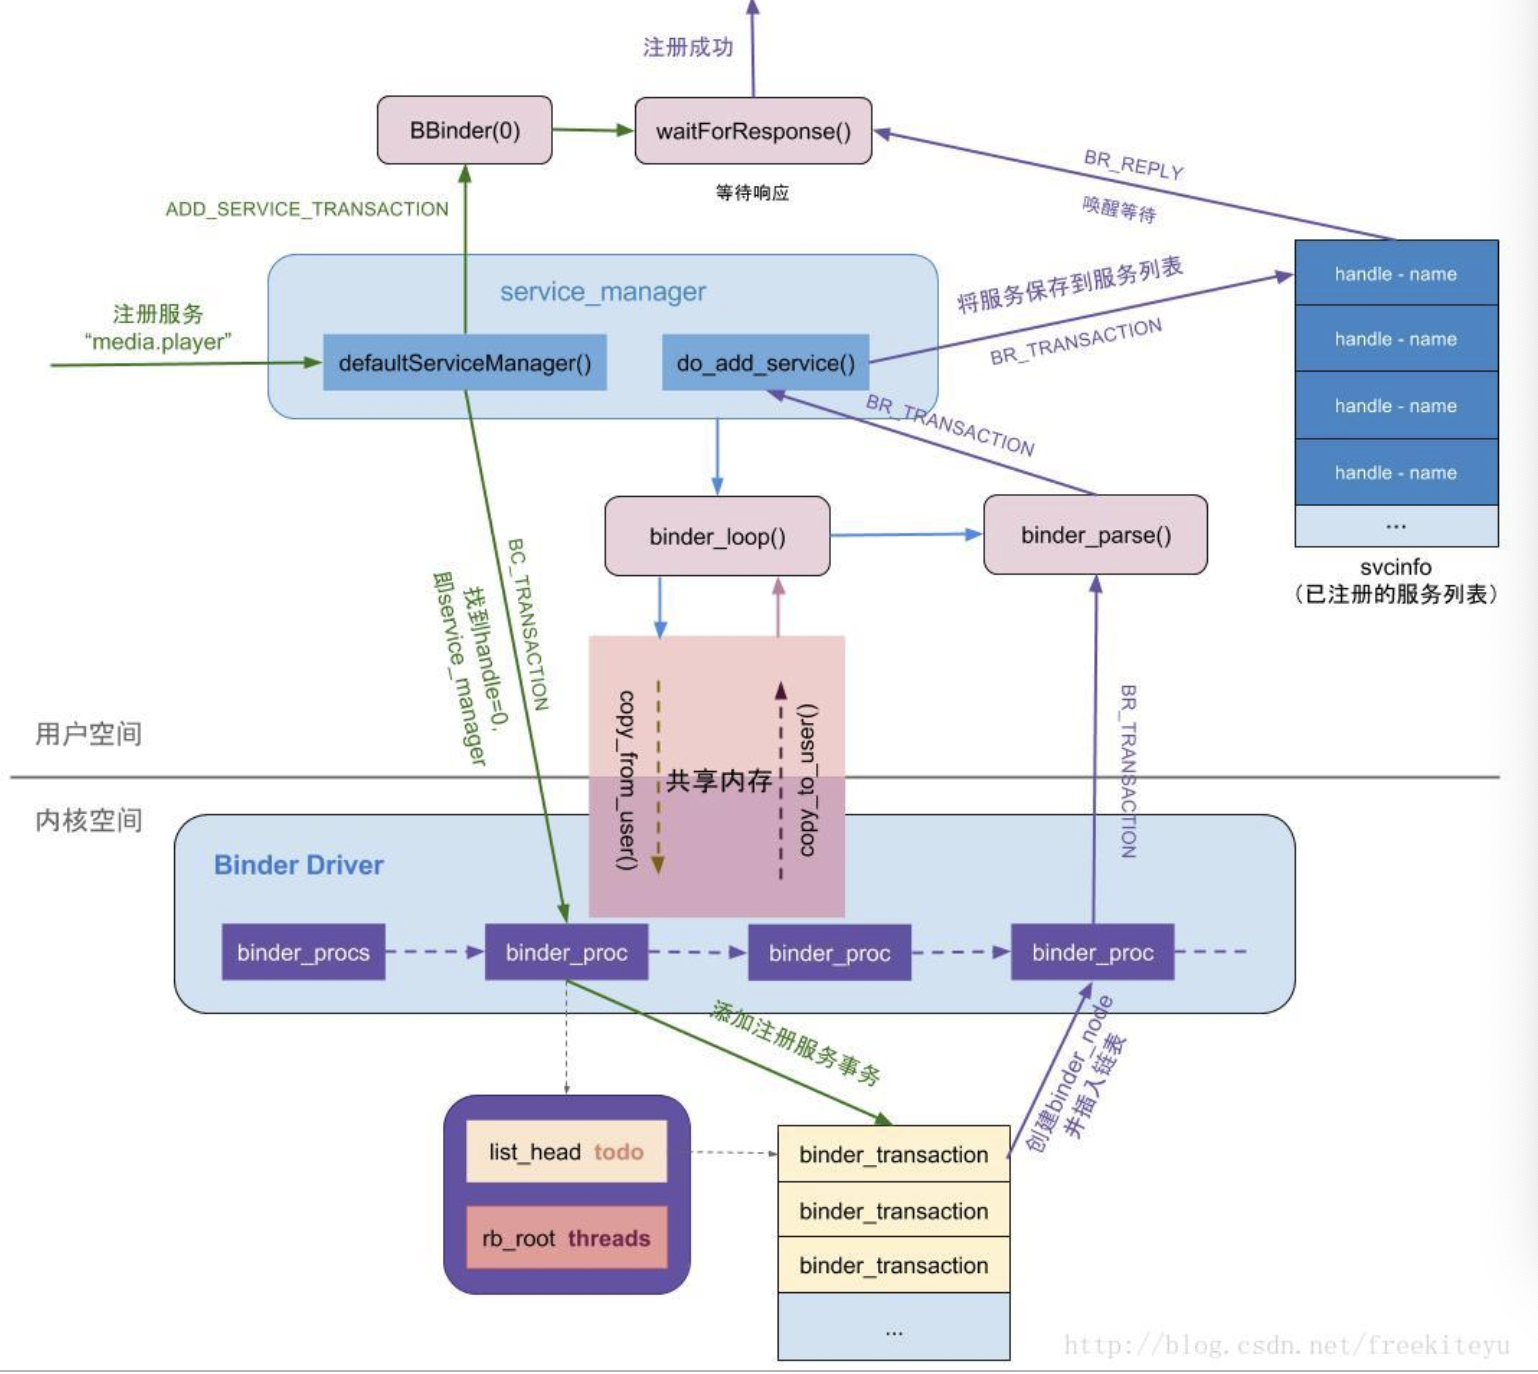 注册成功
BBinder(0)
waitForResponse()
等待响应
BR_REPLY
唤醒等待
ADD_SERVICE_TRANSACTION
service_manager
注册服务
“media.player”
defaultServiceManager()
do_add_service()
将服务保存到服务列表
BR_TRANSACTION
handle - name
handle - name
handle - name
handle - name
...
svcinfo
（已注册的服务列表）
BR_TRANSACTION
binder_loop()
binder_parse()
BC_TRANSACTION
找到handle=0,
即service_manager
copy_from_user()
共享内存
copy_to_user()
BR_TRANSACTION
用户空间
内核空间
Binder Driver
binder_procs
binder_proc
binder_proc
binder_proc
添加注册服务事务
创建binder_node
并插入链表
list_head todo
rb_root threads
binder_transaction
binder_transaction
binder_transaction
...
http://blog.csdn.net/freekiteyu